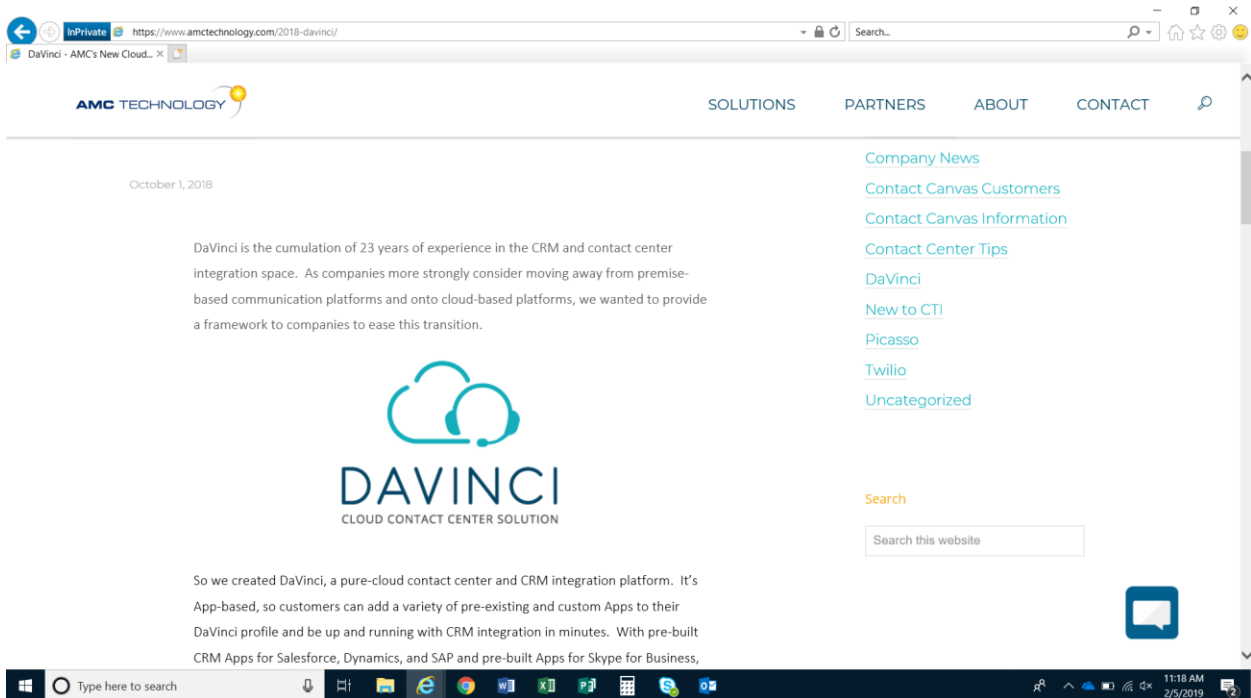 InPrivate https://www.amctechnology.com/2018-davinci/ Search...
DaVinci - AMC's New Cloud...
AMC TECHNOLOGY SOLUTIONS PARTNERS ABOUT CONTACT
October 1, 2018
DaVinci is the cumulation of 23 years of experience in the CRM and contact center
integration space. As companies more strongly consider moving away from premise-
based communication platforms and onto cloud-based platforms, we wanted to provide
a framework to companies to ease this transition.
DAVINCI
CLOUD CONTACT CENTER SOLUTION
So we created DaVinci, a pure-cloud contact center and CRM integration platform. It's
App-based, so customers can add a variety of pre-existing and custom Apps to their
DaVinci profile and be up and running with CRM integration in minutes. With pre-built
CRM Apps for Salesforce, Dynamics, and SAP and pre-built Apps for Skype for Business,
Company News
Contact Canvas Customers
Contact Canvas Information
Contact Center Tips
DaVinci
New to CTI
Picasso
Twilio
Uncategorized
Search
Search this website
Type here to search
11:18 AM
2/5/2019